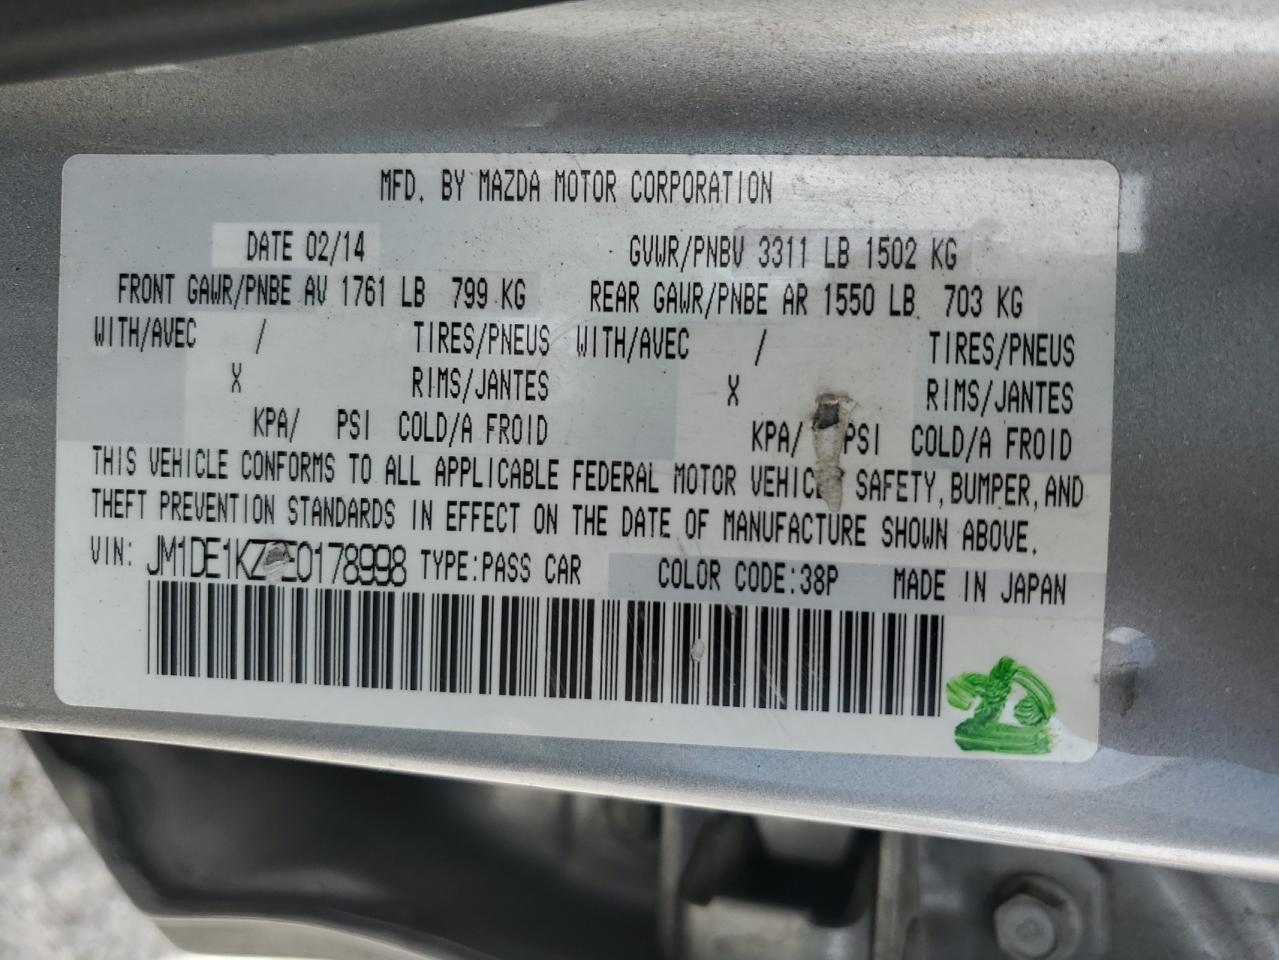 MFD. BY MAZDA MOTOR CORPORATION
DATE 02/14 GVWR/PNBV 3311 LB 1502 KG
FRONT GAWR/PNBE AV 1761 LB 799 KG REAR GAWR/PNBE AR 1550 LB 703 KG
WITH/AVEC / TIRES/PNEUS WITH/AVEC / TIRES/PNEUS
X RIMS/JANTES X RIMS/JANTES
KPA/ PSI COLD/A FROID KPA/ PSI COLD/A FROID
THIS VEHICLE CONFORMS TO ALL APPLICABLE FEDERAL MOTOR VEHICLE SAFETY, BUMPER, AND
THEFT PREVENTION STANDARDS IN EFFECT ON THE DATE OF MANUFACTURE SHOWN ABOVE.
VIN: TYPE:PASS CAR COLOR CODE:38P MADE IN JAPAN